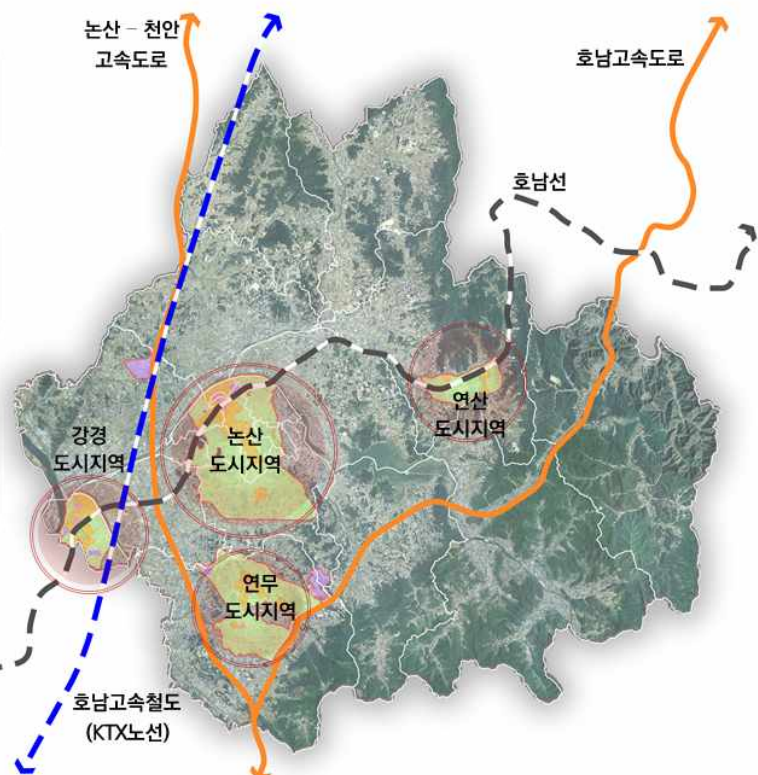 논산 – 천안
고속도로
호남고속도로
호남선
연산
도시지역
강경
도시지역
논산
도시지역
연무
도시지역
호남고속철도
(KTX노선)